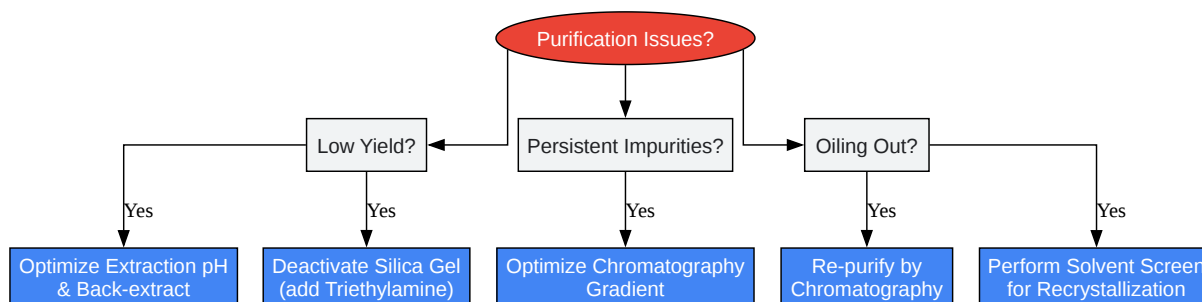 Purification Issues?
Low Yield?
Persistent Impurities?
Oiling Out?
Yes
Yes
Yes
Yes
Yes
Optimize Extraction pH
& Back-extract
Deactivate Silica Gel
(add Triethylamine)
Optimize Chromatography
Gradient
Re-purify by
Chromatography
Perform Solvent Screen
for Recrystallization